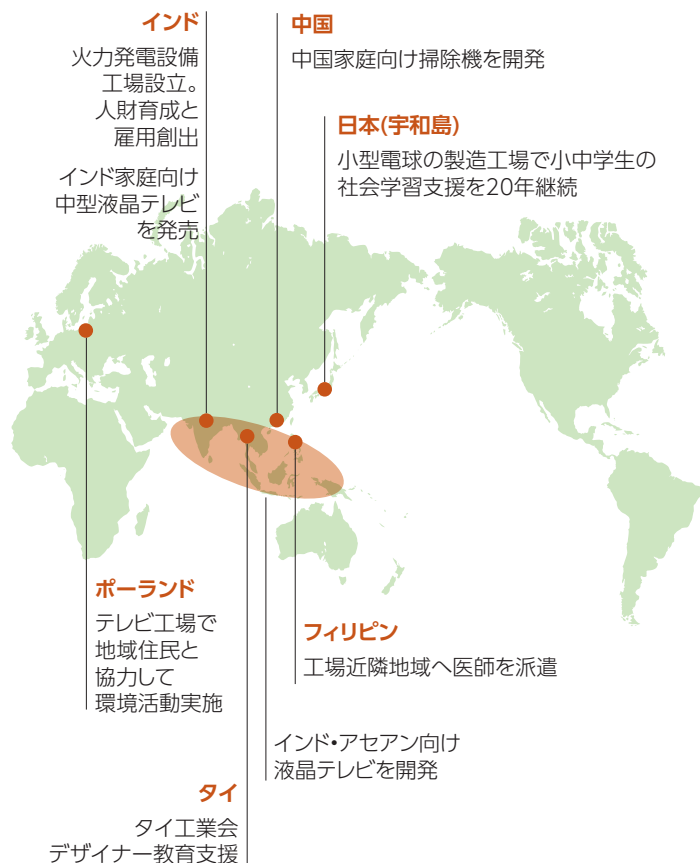 インド
火力発電設備
工場設立。
人財育成と
雇用創出
インド家庭向け
中型液晶テレビ
を発売
中国
中国家庭向け掃除機を開発
日本(宇和島)
小型電球の製造工場で小中学生の
社会学習支援を20年継続
ポーランド
テレビ工場で
地域住民と
協力して
環境活動実施
フィリピン
工場近隣地域へ医師を派遣
インド・アセアン向け
液晶テレビを開発
タイ
タイ工業会
デザイナー教育支援